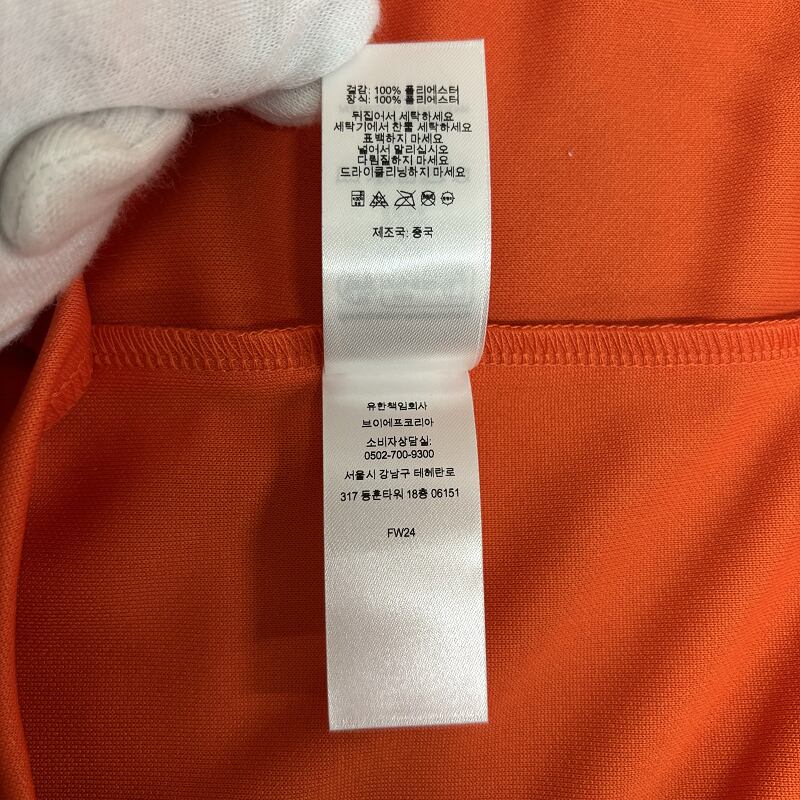 겉감: 100% 폴리에스터
장식: 100% 폴리에스터
뒤집어서 세탁하세요
세탁기에서 찬물 세탁하세요
표백하지 마세요
널어서 말리십시오
다림질하지 마세요
드라이클리닝하지 마세요
제조국: 중국
유한책임회사
브이에프코리아
소비자상담실:
0502-700-9300
서울시 강남구 테헤란로
317 동훈타워 18층 06151
FW24